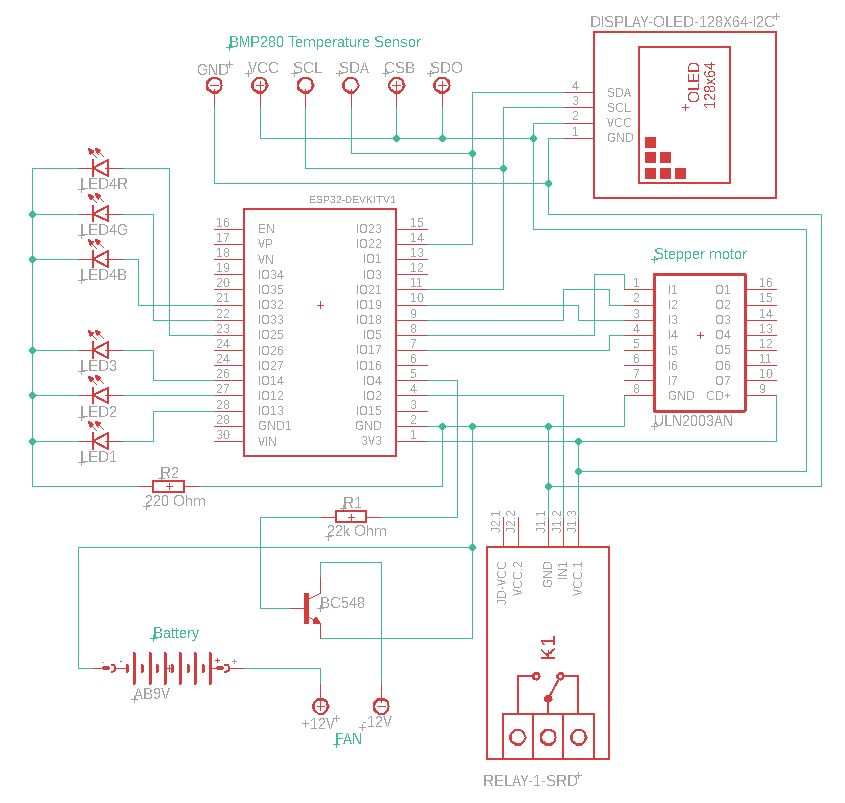 DISPLAY-OLED-128X64-I2C
BMP280 Temperature Sensor
GND VCC SCL SDA CSB SDO
4 SDA
3 SCL
2 VCC
1 GND
OLED
128x64
LED4R
LED4G
LED4B
LED3
LED2
LED1
ESP32-DEVKITV1
16 EN IO23 15
17 VP IO22 14
18 VN IO1 13
19 IO34 IO3 12
20 IO35 IO21 11
21 IO32 IO19 10
22 IO33 IO18 9
23 IO25 IO5 8
24 IO26 IO17 7
24 IO27 IO16 6
26 IO14 IO4 5
27 IO12 IO2 4
28 IO13 IO15 3
28 GND1 GND 2
30 VIN 3V3 1
Stepper motor
1 I1 O1 16
2 I2 O2 15
3 I3 O3 14
4 I4 O4 13
5 I5 O5 12
6 I6 O6 11
7 I7 O7 10
8 GND CD+ 9
ULN2003AN
R2
220 Ohm
R1
22k Ohm
J2.1 J2.2 J1.1 J1.2 J1.3
JD-VCC VCC.2 GND IN1 VCC.1
BC548
K1
Battery
- - + +
AB9V
+12V -12V
FAN
RELAY-1-SRD